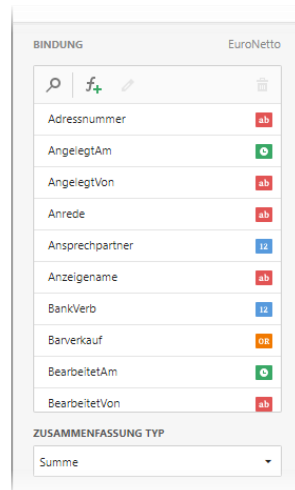 BINDUNG EuroNetto
f+
Adressnummer ab
AngelegtAm
AngelegtVon ab
Anrede ab
Ansprechpartner 12
Anzeigename ab
BankVerb 12
Barverkauf OR
BearbeitetAm
BearbeitetVon ab
ZUSAMMENFASSUNG TYP
Summe